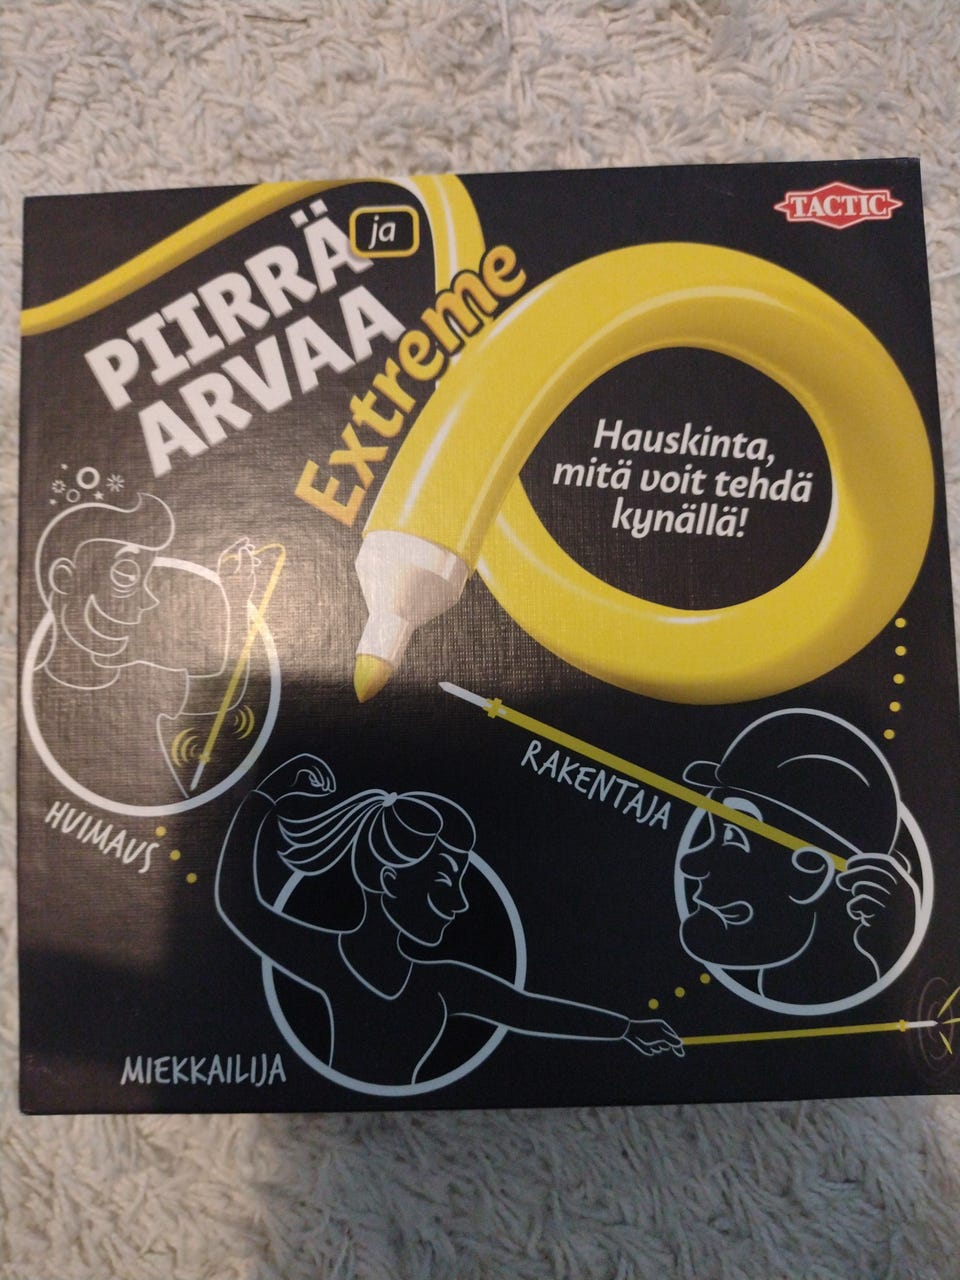 TACTIC
PIIRRÄ ja
ARVAA
Extreme
Hauskinta,
mitä voit tehdä
kynällä!
RAKENTAJA
HUIMAUS
MIEKKAILIJA